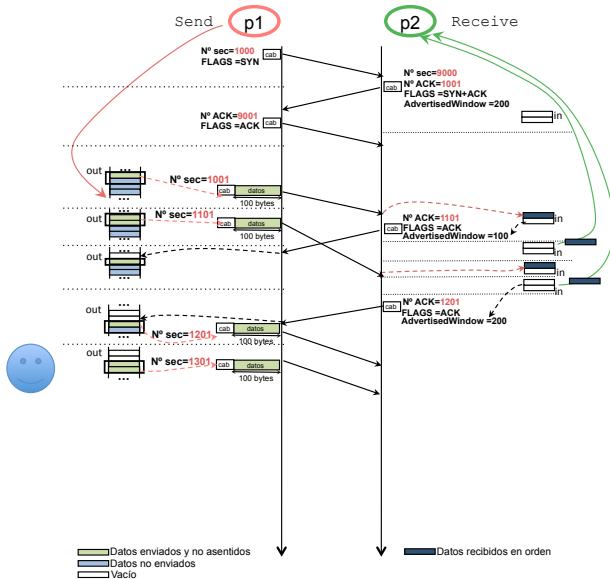 Send
p1
p2
Receive
Nº sec=1000
FLAGS =SYN
cab
Nº sec=9000
Nº ACK=1001
FLAGS =SYN+ACK
AdvertisedWindow =200
cab
in
Nº ACK=9001
FLAGS =ACK
cab
out
...
...
Nº sec=1001
cab
datos
100 bytes
out
...
Nº sec=1101
cab
datos
100 bytes
Nº ACK=1101
FLAGS =ACK
AdvertisedWindow =100
cab
in
out
...
...
in
in
in
Nº ACK=1201
FLAGS =ACK
AdvertisedWindow =200
cab
out
...
...
Nº sec=1201
cab
datos
100 bytes
out
...
Nº sec=1301
cab
datos
100 bytes
Datos enviados y no asentidos
Datos no enviados
Vacío
Datos recibidos en orden